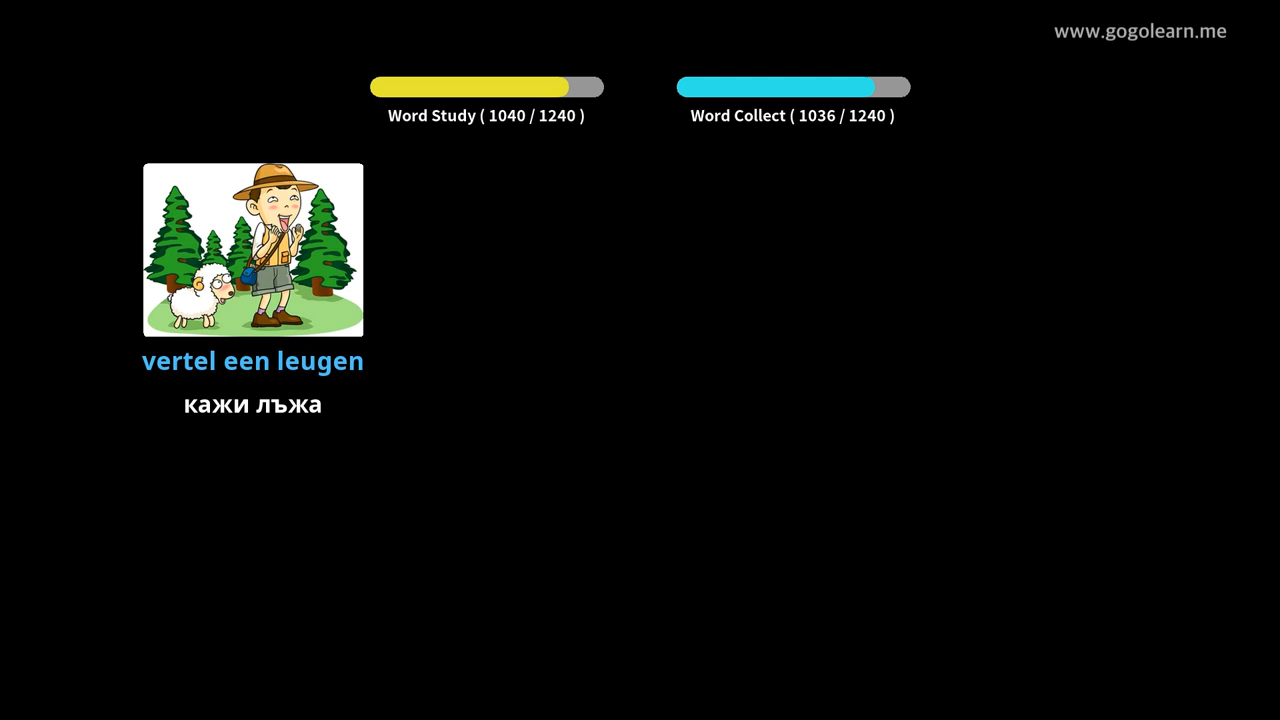 www.gogolearn.me
Word Study ( 1040 / 1240 )
Word Collect ( 1036 / 1240 )
vertel een leugen
кажи лъжа